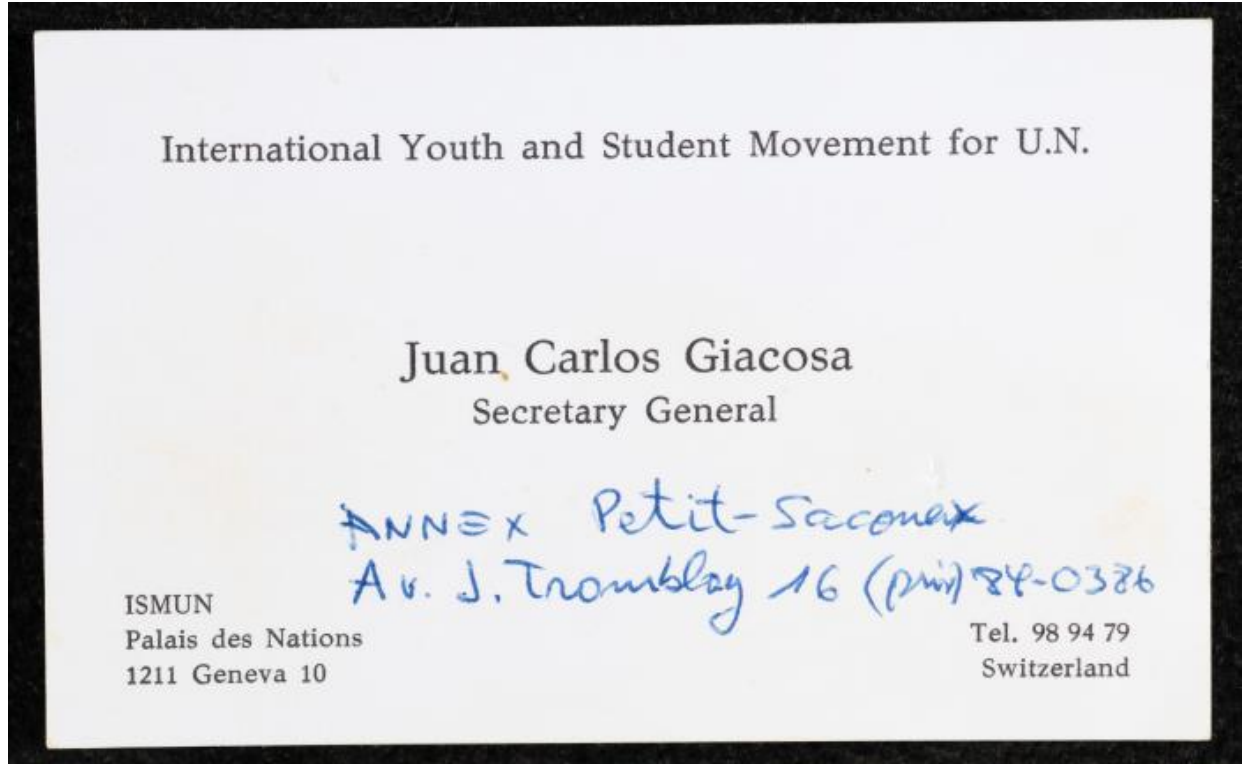 International Youth and Student Movement for U.N.
Juan Carlos Giacosa
Secretary General
ANNEX Petit-Saconex
Av. J. Trombley 16 (priv) 84-0386
ISMUN
Palais des Nations
1211 Geneva 10
Tel. 98 94 79
Switzerland